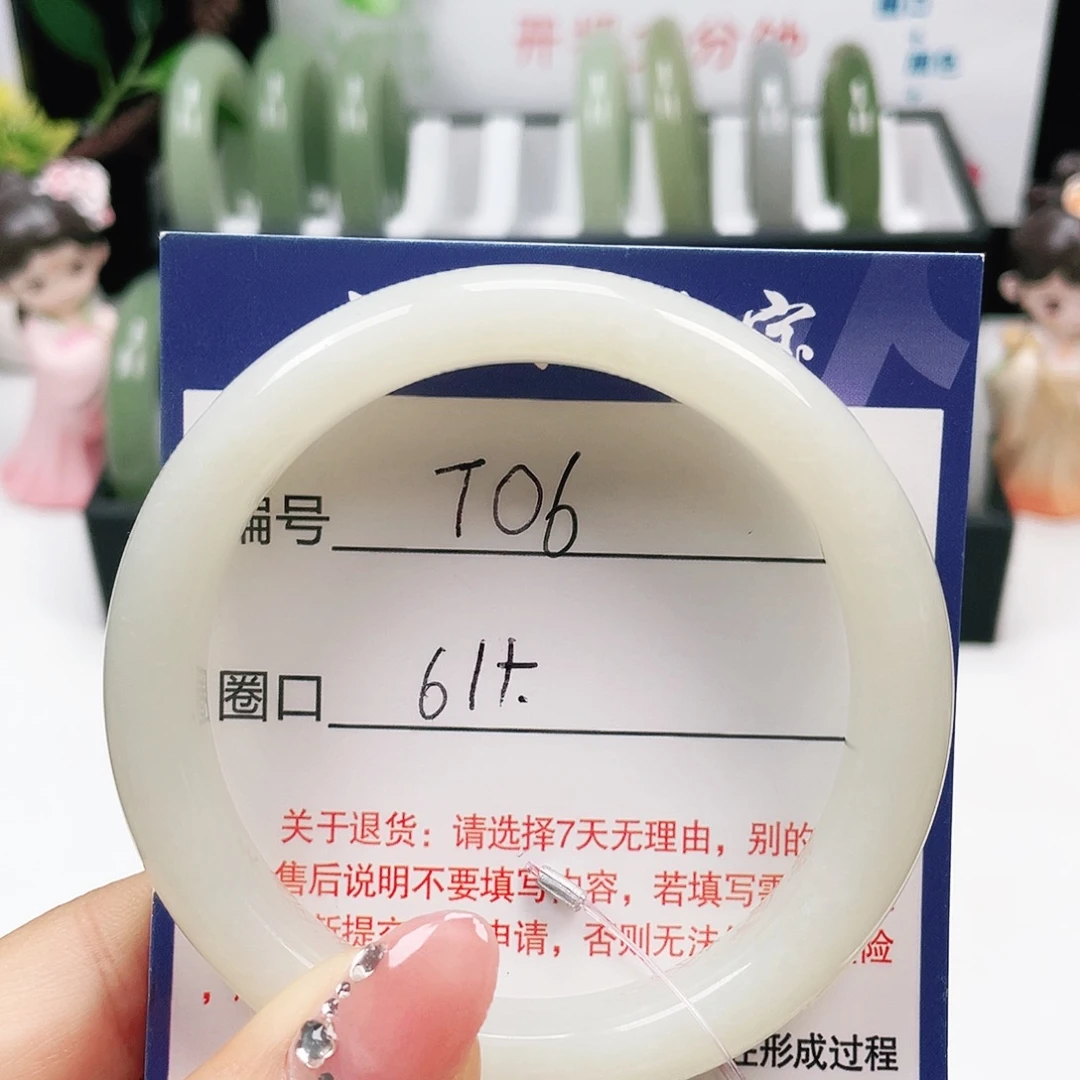 宗
编号 T06
圈口 61+.
关于退货：请选择7天无理由，别的
售后说明不要填写内容，若填写需
新提交 申请，否则无法 险
，
形成过程